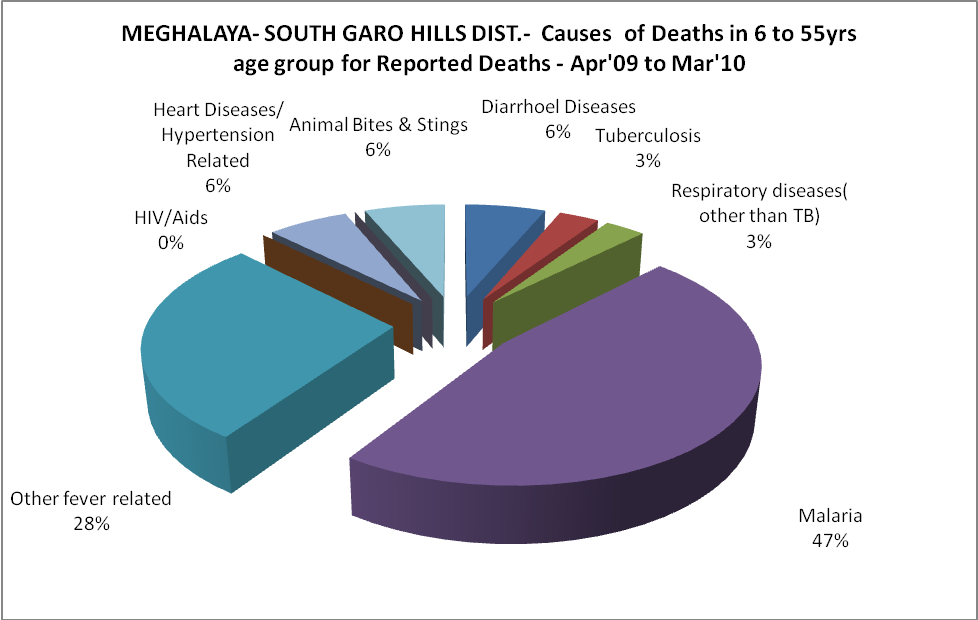 MEGHALAYA- SOUTH GARO HILLS DIST.-  Causes  of Deaths in 6 to 55yrs
age group for Reported Deaths - Apr'09 to Mar'10
Heart Diseases/
Hypertension
Related
6%
Animal Bites & Stings
6%
Diarrhoel Diseases
6%
Tuberculosis
3%
Respiratory diseases(
other than TB)
3%
HIV/Aids
0%
Other fever related
28%
Malaria
47%